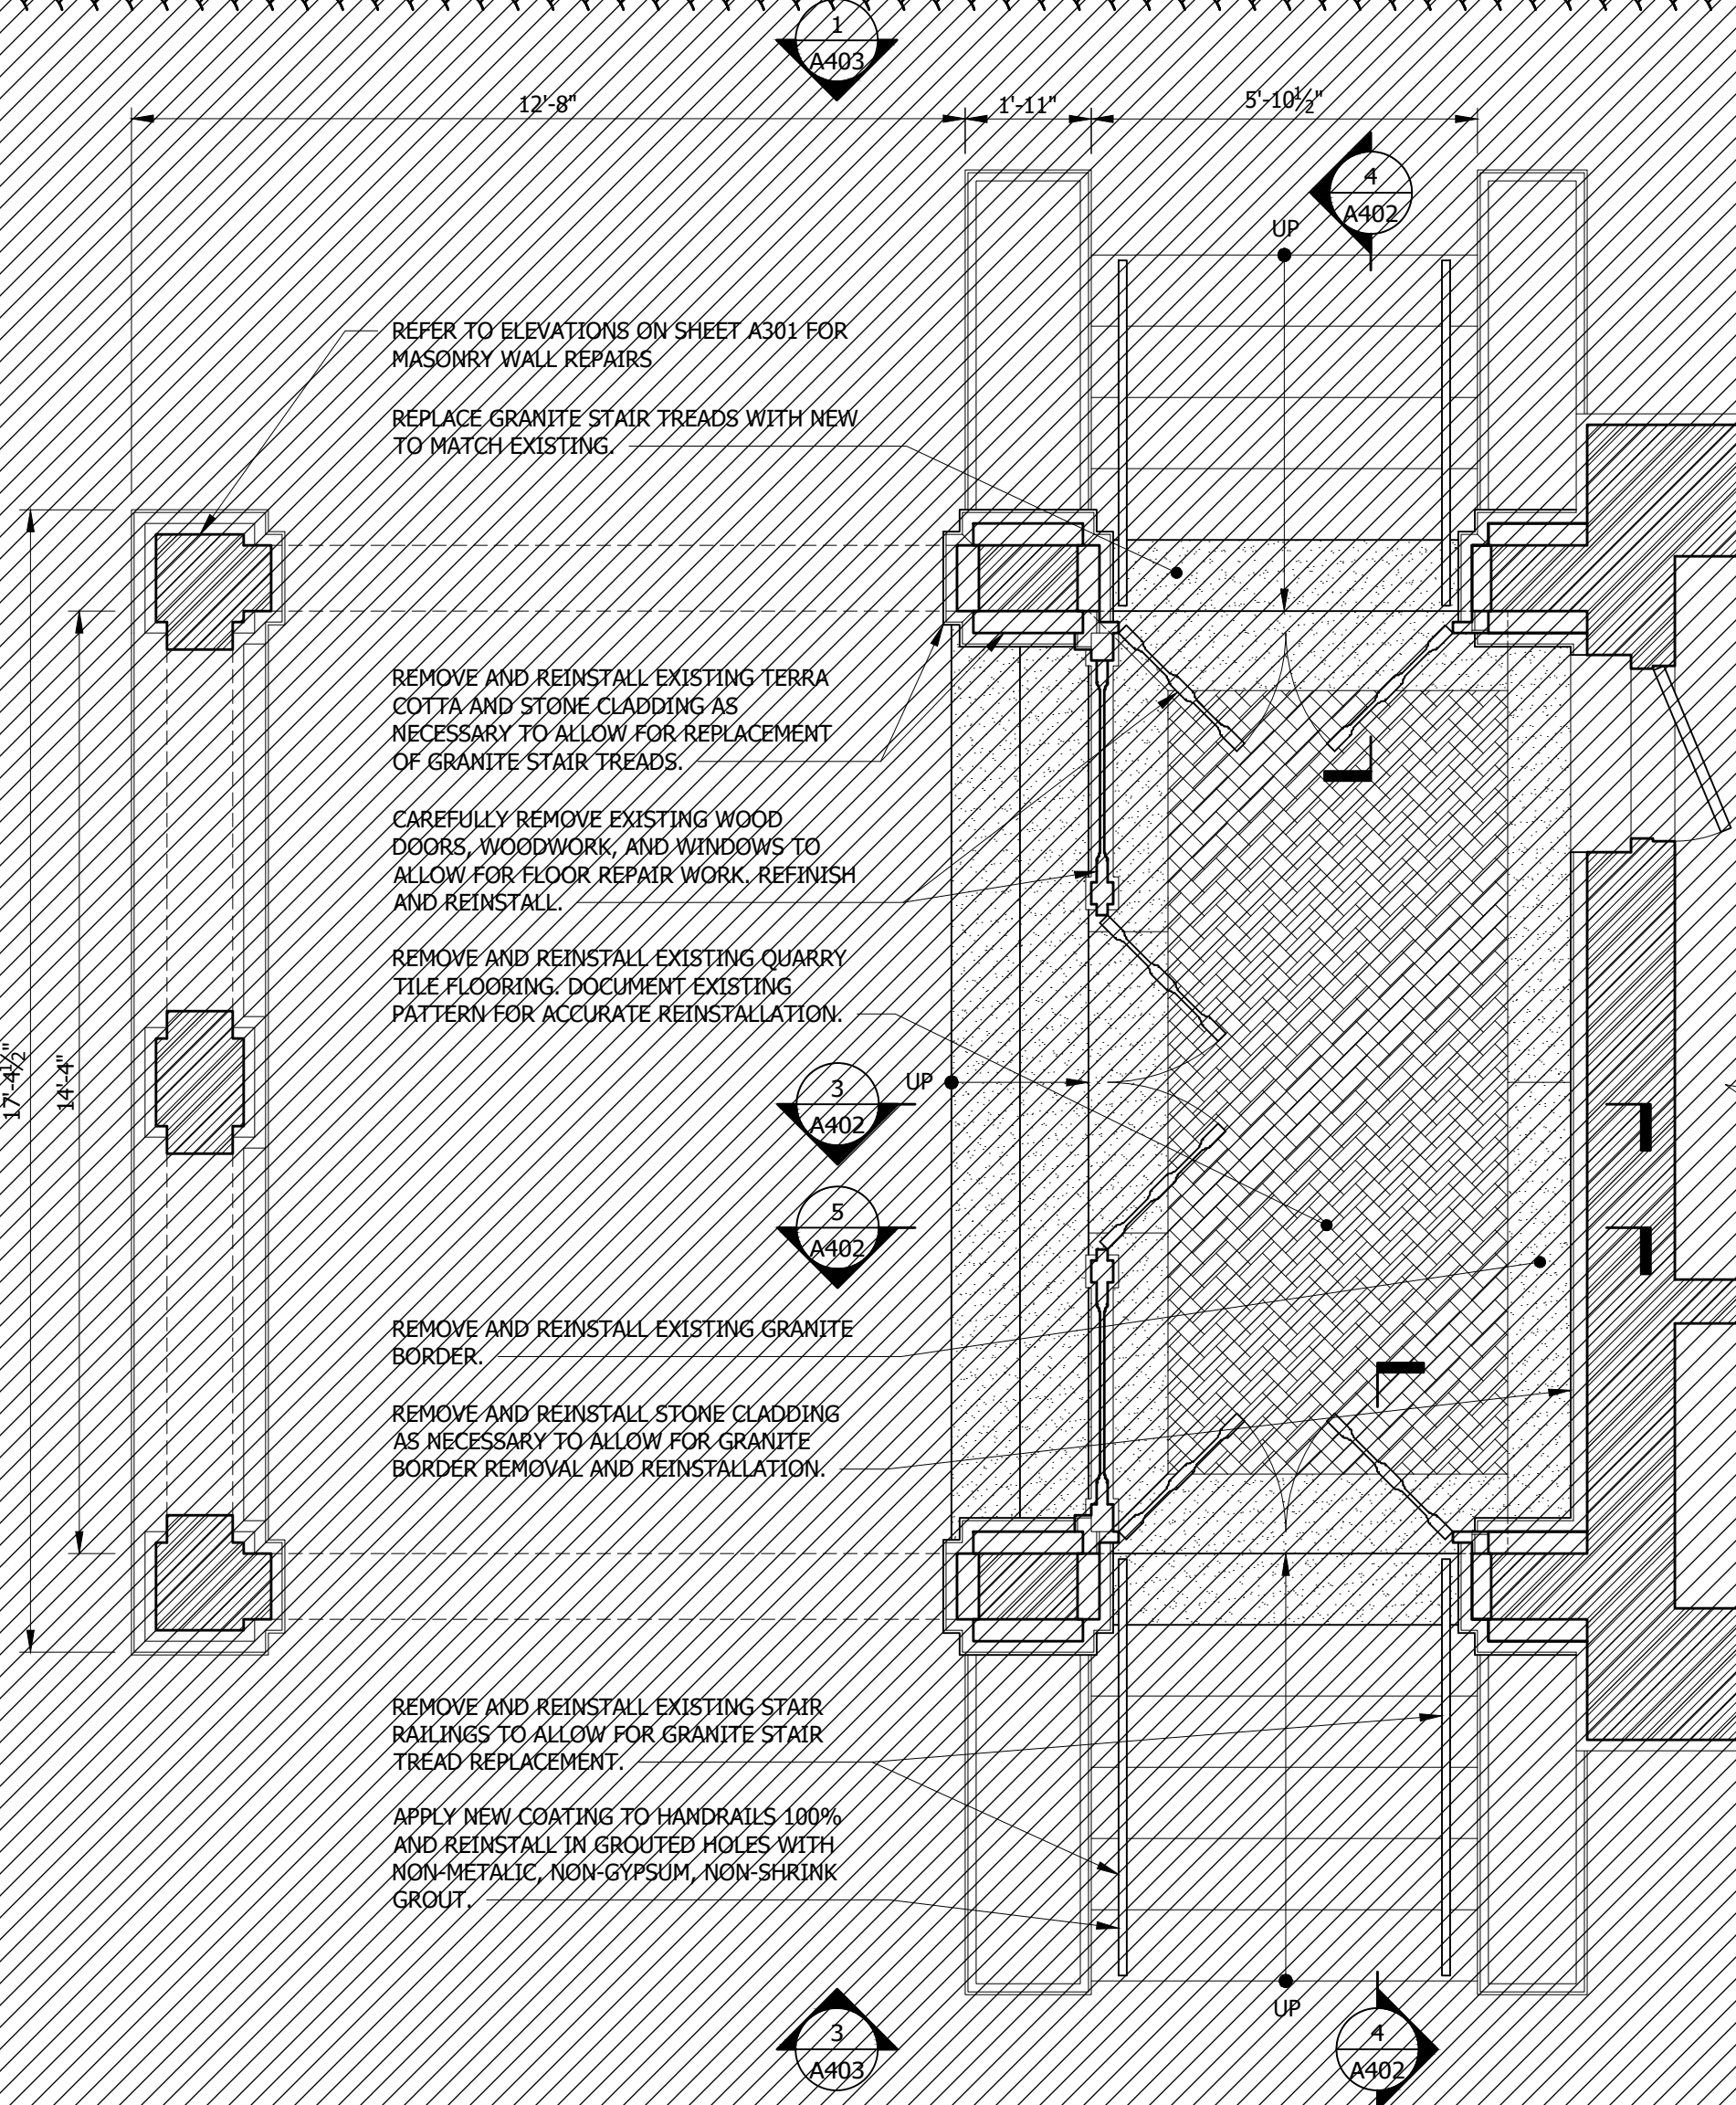 1
A403
12'-8"
1'-11"
5'-10½"
4
A402
UP
REFER TO ELEVATIONS ON SHEET A301 FOR
MASONRY WALL REPAIRS
REPLACE GRANITE STAIR TREADS WITH NEW
TO MATCH EXISTING.
REMOVE AND REINSTALL EXISTING TERRA
COTTA AND STONE CLADDING AS
NECESSARY TO ALLOW FOR REPLACEMENT
OF GRANITE STAIR TREADS.
CAREFULLY REMOVE EXISTING WOOD
DOORS, WOODWORK, AND WINDOWS TO
ALLOW FOR FLOOR REPAIR WORK. REFINISH
AND REINSTALL.
REMOVE AND REINSTALL EXISTING QUARRY
TILE FLOORING. DOCUMENT EXISTING
PATTERN FOR ACCURATE REINSTALLATION.
17'-4½"
14'-4"
3
A402
UP
5
A402
REMOVE AND REINSTALL EXISTING GRANITE
BORDER.
REMOVE AND REINSTALL STONE CLADDING
AS NECESSARY TO ALLOW FOR GRANITE
BORDER REMOVAL AND REINSTALLATION.
REMOVE AND REINSTALL EXISTING STAIR
RAILINGS TO ALLOW FOR GRANITE STAIR
TREAD REPLACEMENT.
APPLY NEW COATING TO HANDRAILS 100%
AND REINSTALL IN GROUTED HOLES WITH
NON-METALIC, NON-GYPSUM, NON-SHRINK
GROUT.
UP
3
A403
4
A402